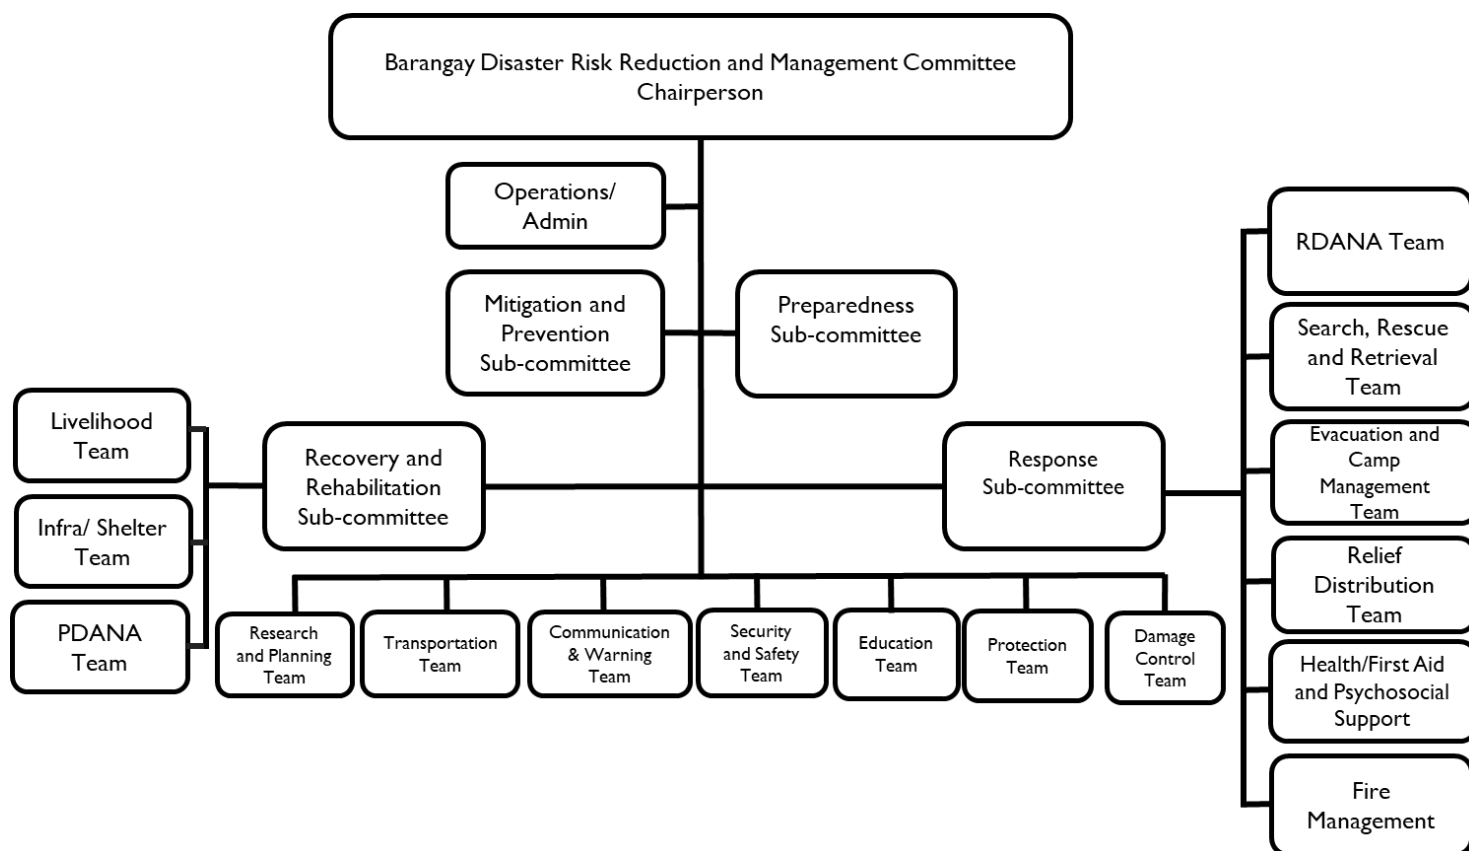 Barangay Disaster Risk Reduction and Management Committee
Chairperson
Operations/
Admin
Mitigation and
Prevention
Sub-committee
Preparedness
Sub-committee
Recovery and
Rehabilitation
Sub-committee
Response
Sub-committee
Livelihood
Team
Infra/ Shelter
Team
PDANA
Team
Research
and Planning
Team
Transportation
Team
Communication
& Warning
Team
Security
and Safety
Team
Education
Team
Protection
Team
Damage
Control
Team
RDANA Team
Search, Rescue
and Retrieval
Team
Evacuation and
Camp
Management
Team
Relief
Distribution
Team
Health/First Aid
and Psychosocial
Support
Fire
Management